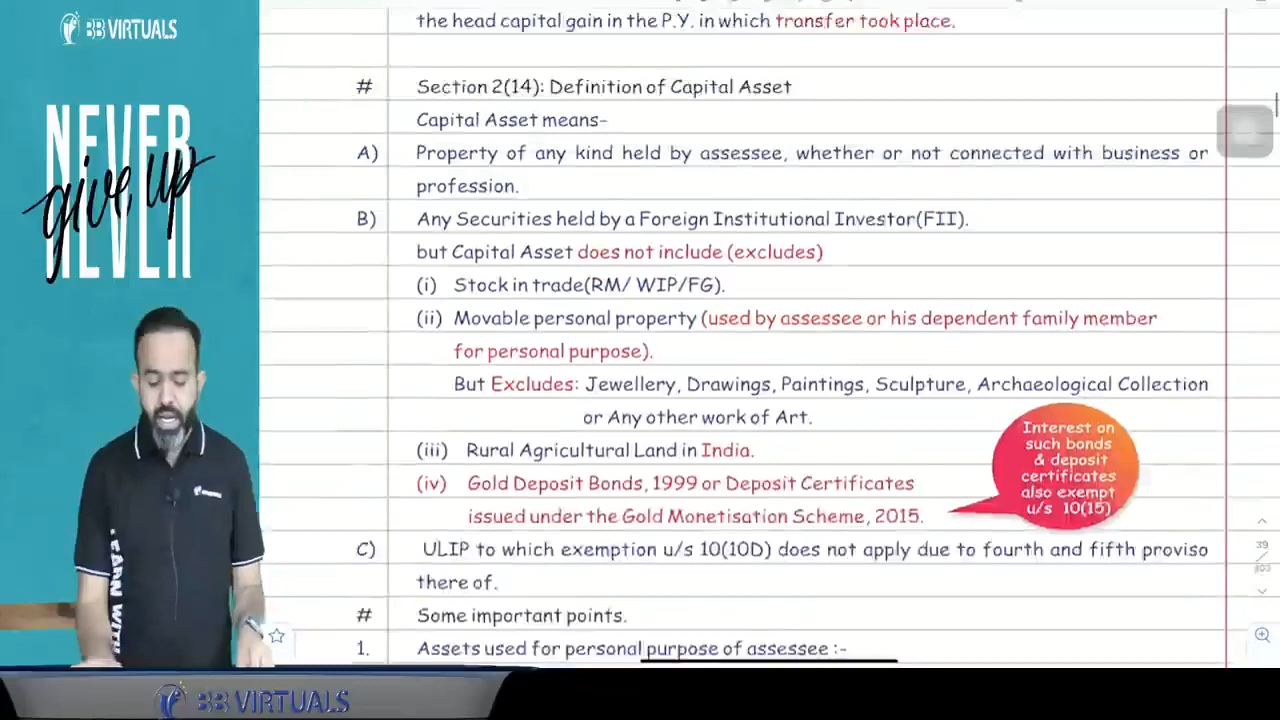 BB VIRTUALS
NEVER
give up
NEVER
the head capital gain in the P.Y. in which transfer took place.
# Section 2(14): Definition of Capital Asset
Capital Asset means-
A) Property of any kind held by assessee, whether or not connected with business or
profession.
B) Any Securities held by a Foreign Institutional Investor(FII).
but Capital Asset does not include (excludes)
(i) Stock in trade(RM/ WIP/FG).
(ii) Movable personal property (used by assessee or his dependent family member
for personal purpose).
But Excludes: Jewellery, Drawings, Paintings, Sculpture, Archaeological Collection
or Any other work of Art.
(iii) Rural Agricultural Land in India.
(iv) Gold Deposit Bonds, 1999 or Deposit Certificates
issued under the Gold Monetisation Scheme, 2015.
Interest on
such bonds
& deposit
certificates
also exempt
u/s 10(15)
C) ULIP to which exemption u/s 10(10D) does not apply due to fourth and fifth proviso
there of.
# Some important points.
1. Assets used for personal purpose of assessee :-
39
LEARN WITH
BB VIRTUALS